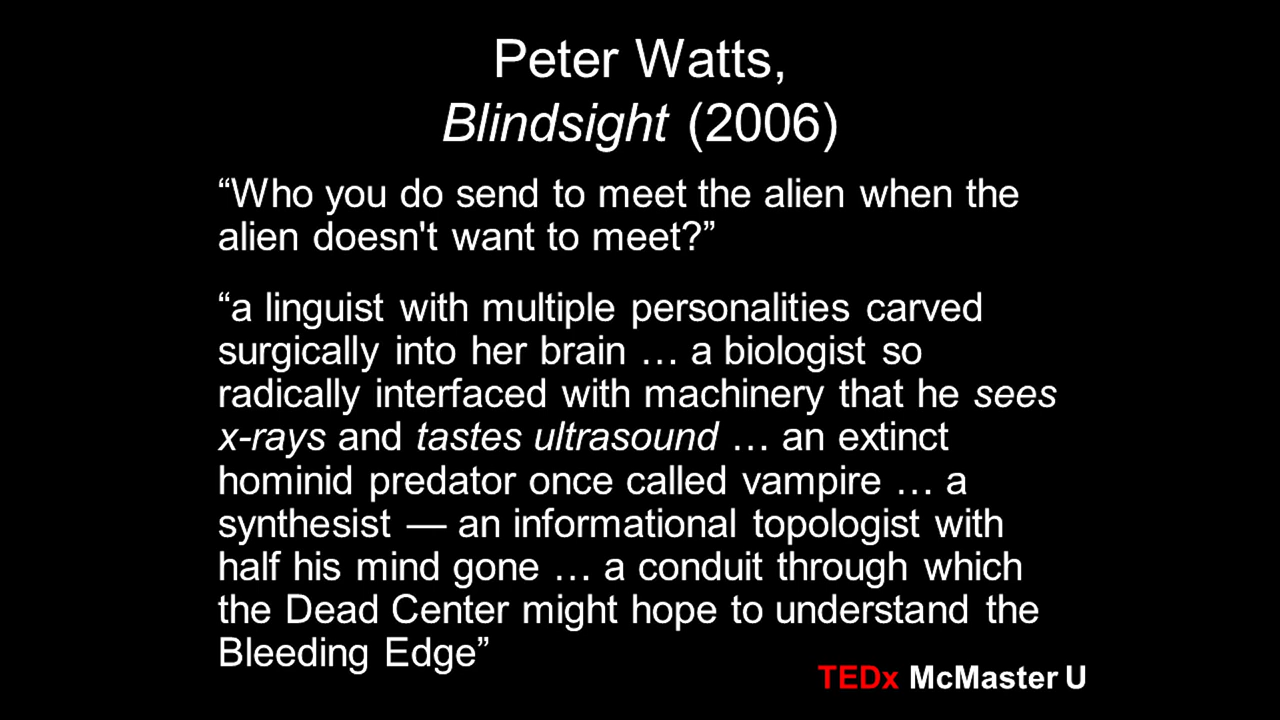 Peter Watts,
Blindsight (2006)
“Who you do send to meet the alien when the
alien doesn't want to meet?”
“a linguist with multiple personalities carved
surgically into her brain … a biologist so
radically interfaced with machinery that he sees
x-rays and tastes ultrasound … an extinct
hominid predator once called vampire … a
synthesist — an informational topologist with
half his mind gone … a conduit through which
the Dead Center might hope to understand the
Bleeding Edge”
TEDx McMaster U